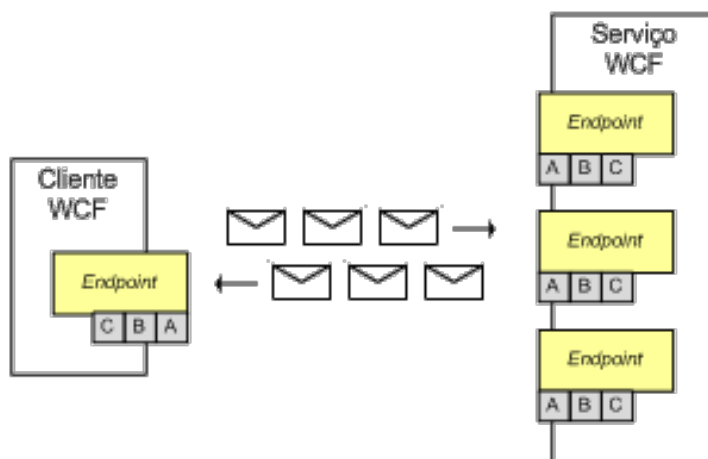 Serviço
WCF
Endpoint
A B C
Cliente
WCF
Endpoint
C B A
Endpoint
A B C
Endpoint
A B C